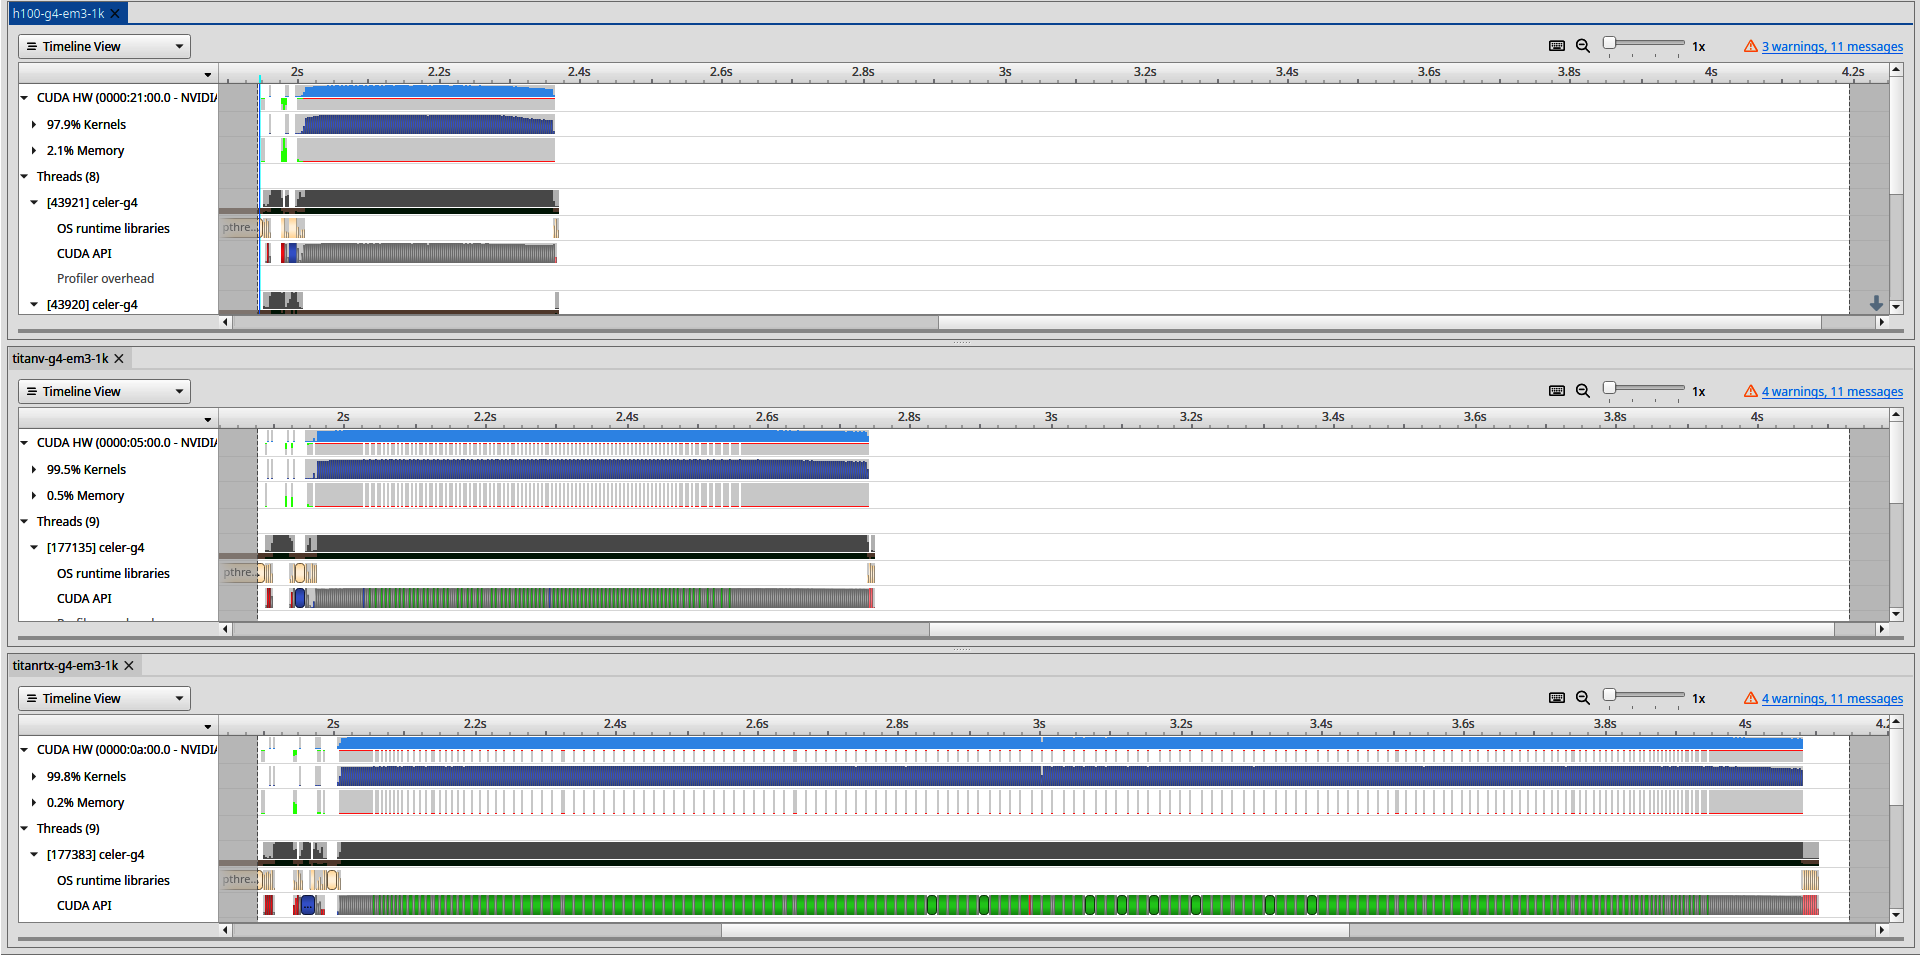 h100-g4-em3-1k
Timeline View 1x 3 warnings, 11 messages
2s 2.2s 2.4s 2.6s 2.8s 3s 3.2s 3.4s 3.6s 3.8s 4s 4.2s
CUDA HW (0000:21:00.0 - NVIDIA
97.9% Kernels
2.1% Memory
Threads (8)
[43921] celer-g4
OS runtime libraries pthre...
CUDA API
Profiler overhead
[43920] celer-g4
titanv-g4-em3-1k
Timeline View 1x 4 warnings, 11 messages
2s 2.2s 2.4s 2.6s 2.8s 3s 3.2s 3.4s 3.6s 3.8s 4s
CUDA HW (0000:05:00.0 - NVIDIA
99.5% Kernels
0.5% Memory
Threads (9)
[177135] celer-g4
OS runtime libraries pthre...
CUDA API
titanrtx-g4-em3-1k
Timeline View 1x 4 warnings, 11 messages
2s 2.2s 2.4s 2.6s 2.8s 3s 3.2s 3.4s 3.6s 3.8s 4s 4.2
CUDA HW (0000:0a:00.0 - NVIDIA
99.8% Kernels
0.2% Memory
Threads (9)
[177383] celer-g4
OS runtime libraries pthre...
CUDA API ...